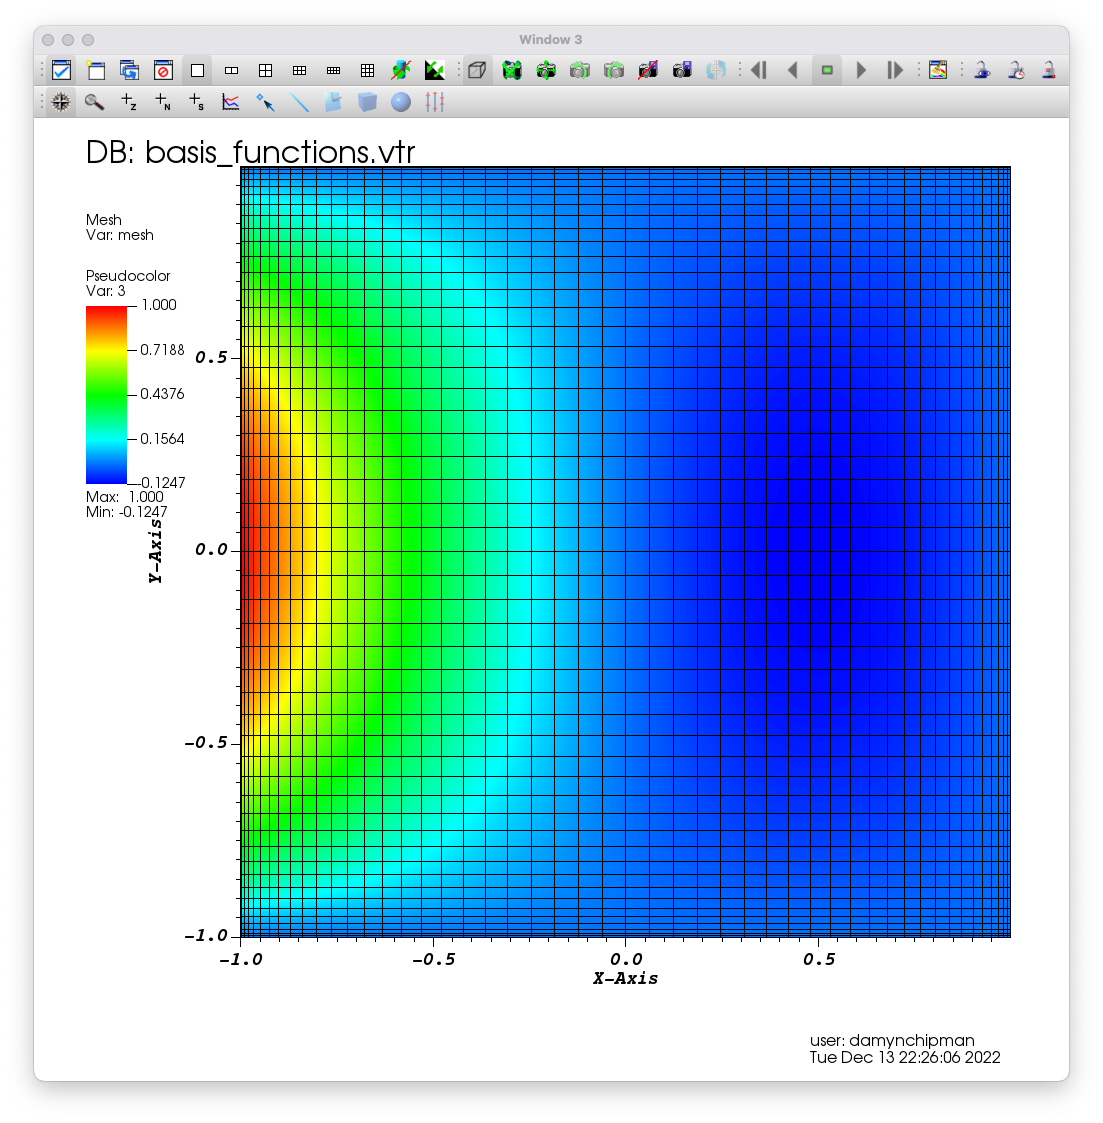 Window 3
DB: basis_functions.vtr
Mesh
Var: mesh
Pseudocolor
Var: 3
1.000
0.7188
0.4376
0.1564
-0.1247
Max: 1.000
Min: -0.1247
Y-Axis
0.5
0.0
-0.5
-1.0
-1.0
-0.5
0.0
0.5
X-Axis
user: damynchipman
Tue Dec 13 22:26:06 2022